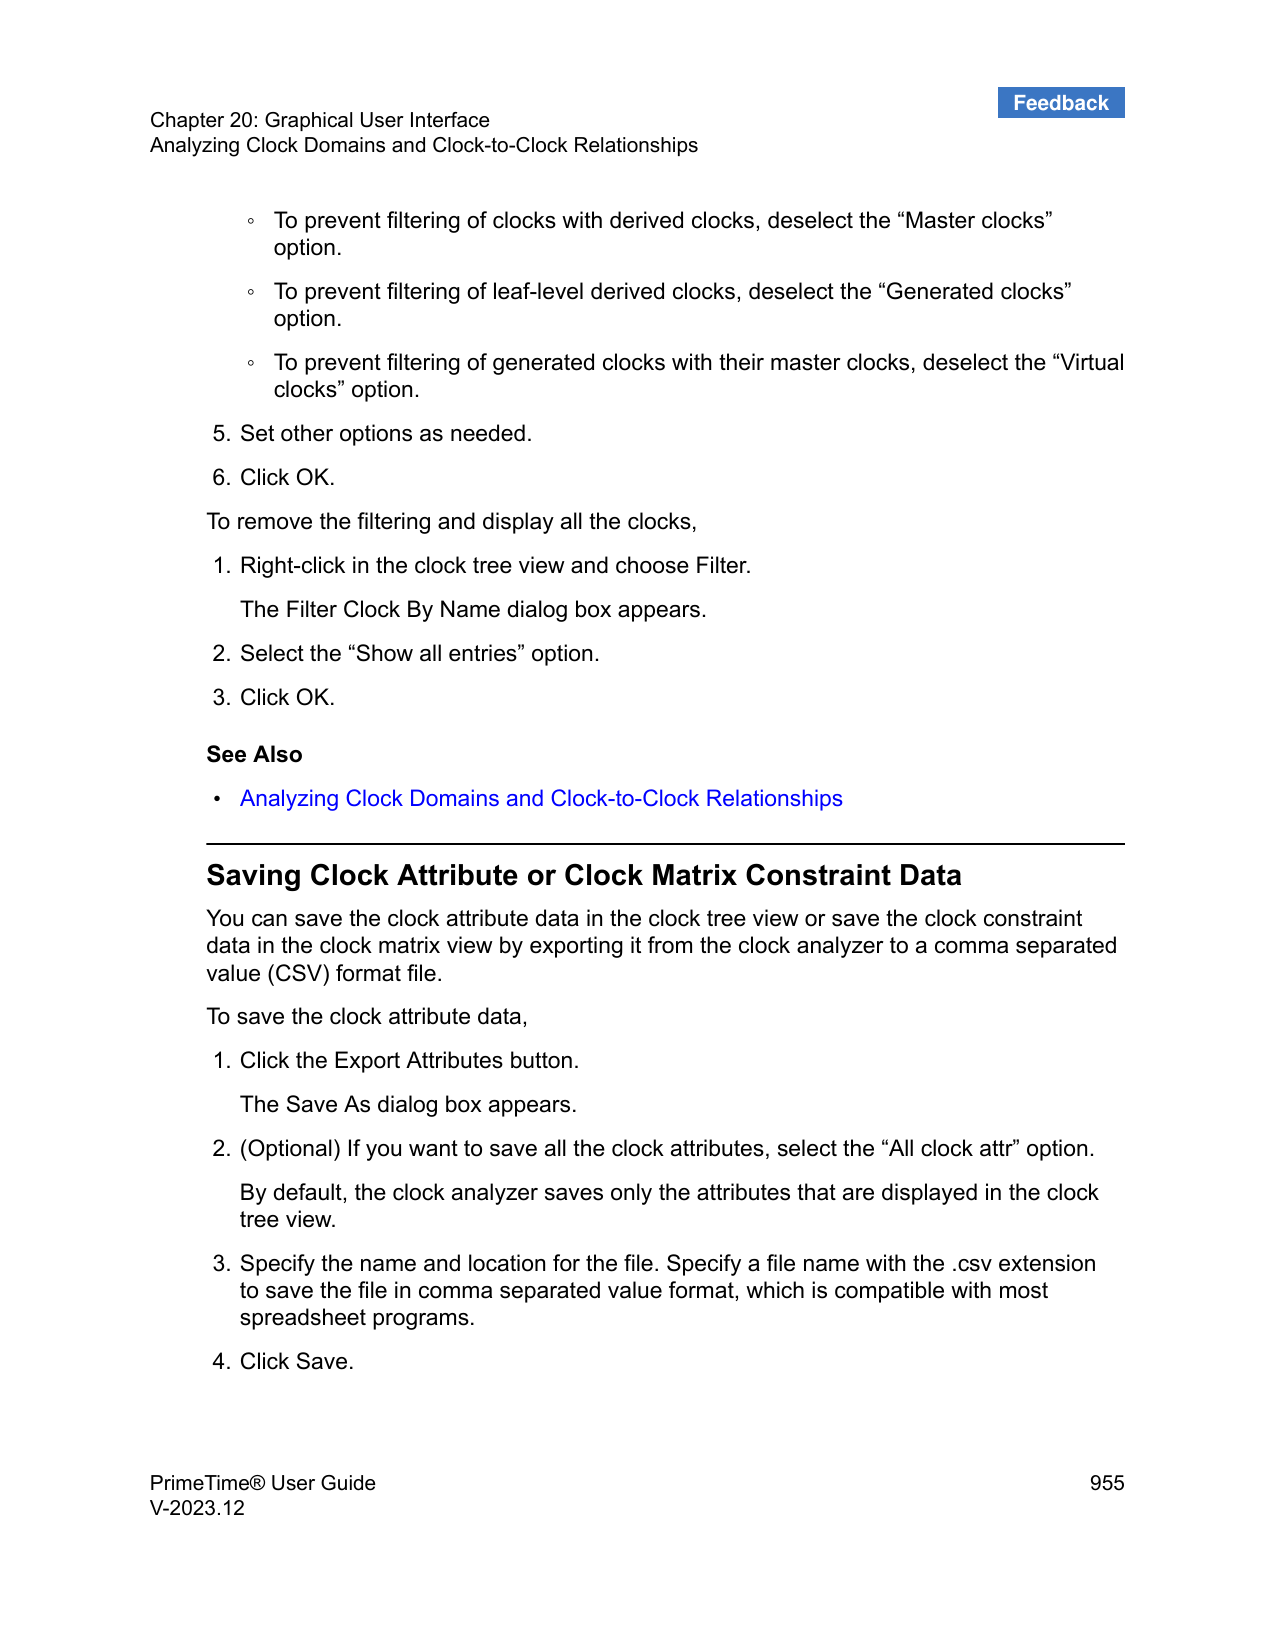 Feedback
Chapter 20: Graphical User Interface
Analyzing Clock Domains and Clock-to-Clock Relationships
◦ To prevent filtering of clocks with derived clocks, deselect the “Master clocks”
option.
◦ To prevent filtering of leaf-level derived clocks, deselect the “Generated clocks”
option.
◦ To prevent filtering of generated clocks with their master clocks, deselect the “Virtual
clocks” option.
5. Set other options as needed.
6. Click OK.
To remove the filtering and display all the clocks,
1. Right-click in the clock tree view and choose Filter.
The Filter Clock By Name dialog box appears.
2. Select the “Show all entries” option.
3. Click OK.
See Also
• Analyzing Clock Domains and Clock-to-Clock Relationships
Saving Clock Attribute or Clock Matrix Constraint Data
You can save the clock attribute data in the clock tree view or save the clock constraint
data in the clock matrix view by exporting it from the clock analyzer to a comma separated
value (CSV) format file.
To save the clock attribute data,
1. Click the Export Attributes button.
The Save As dialog box appears.
2. (Optional) If you want to save all the clock attributes, select the “All clock attr” option.
By default, the clock analyzer saves only the attributes that are displayed in the clock
tree view.
3. Specify the name and location for the file. Specify a file name with the .csv extension
to save the file in comma separated value format, which is compatible with most
spreadsheet programs.
4. Click Save.
PrimeTime® User Guide 955
V-2023.12